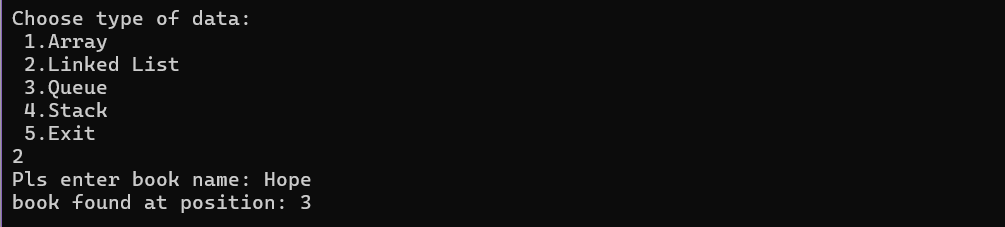 Choose type of data:
1.Array
2.Linked List
3.Queue
4.Stack
5.Exit
2
Pls enter book name: Hope
book found at position: 3